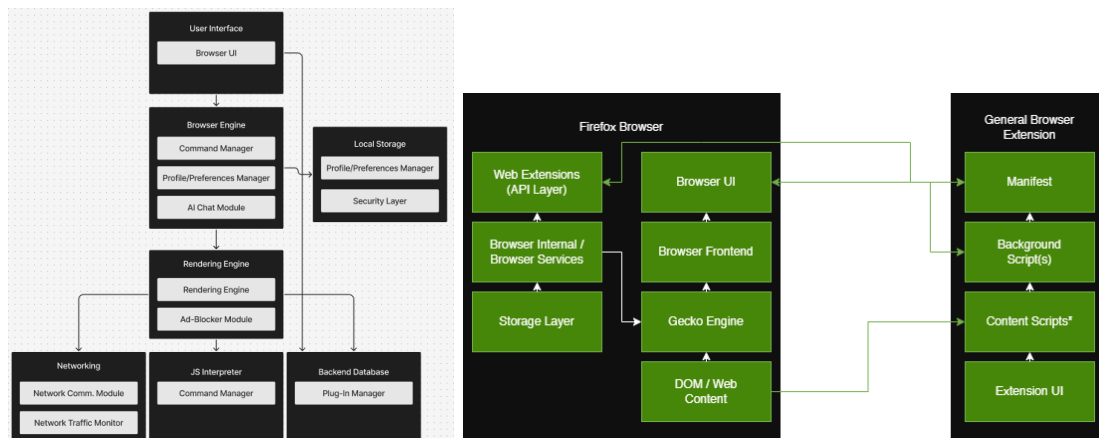 User Interface
Browser UI
Browser Engine
Command Manager
Profile/Preferences Manager
AI Chat Module
Local Storage
Profile/Preferences Manager
Security Layer
Rendering Engine
Rendering Engine
Ad-Blocker Module
Networking
Network Comm. Module
Network Traffic Monitor
JS Interpreter
Command Manager
Backend Database
Plug-In Manager
Firefox Browser
Web Extensions
(API Layer)
Browser UI
Browser Internal /
Browser Services
Browser Frontend
Storage Layer
Gecko Engine
DOM / Web
Content
General Browser
Extension
Manifest
Background
Script(s)
Content Scripts*
Extension UI